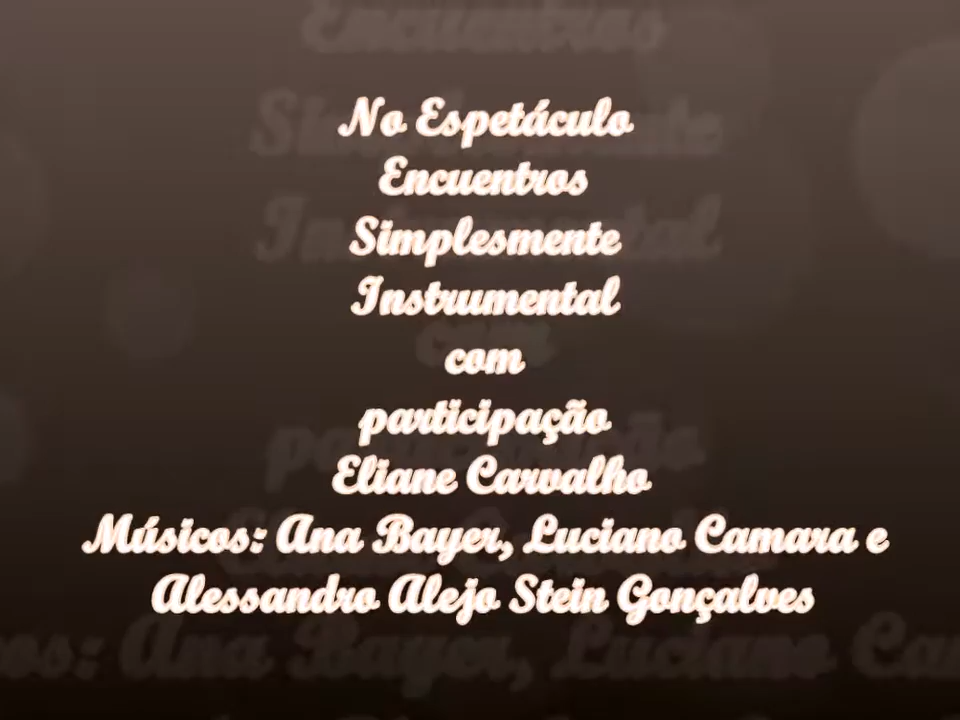 No Espetáculo
Encuentros
Simplesmente
Instrumental
com
participação
Eliane Carvalho
Músicos: Ana Bayer, Luciano Camara e
Alessandro Alejo Stein Gonçalves